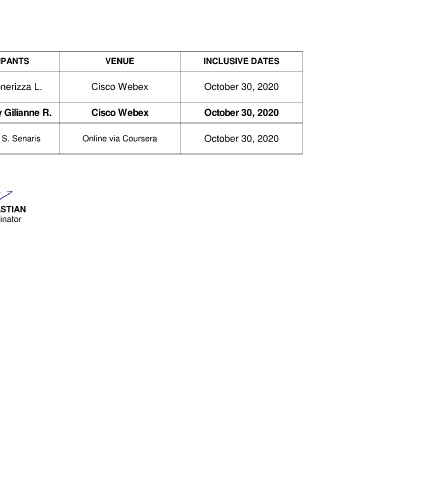 IPANTS VENUE INCLUSIVE DATES
nerizza L. Cisco Webex October 30, 2020
y Gilianne R. Cisco Webex October 30, 2020
S. Senaris Online via Coursera October 30, 2020
STIAN
inator